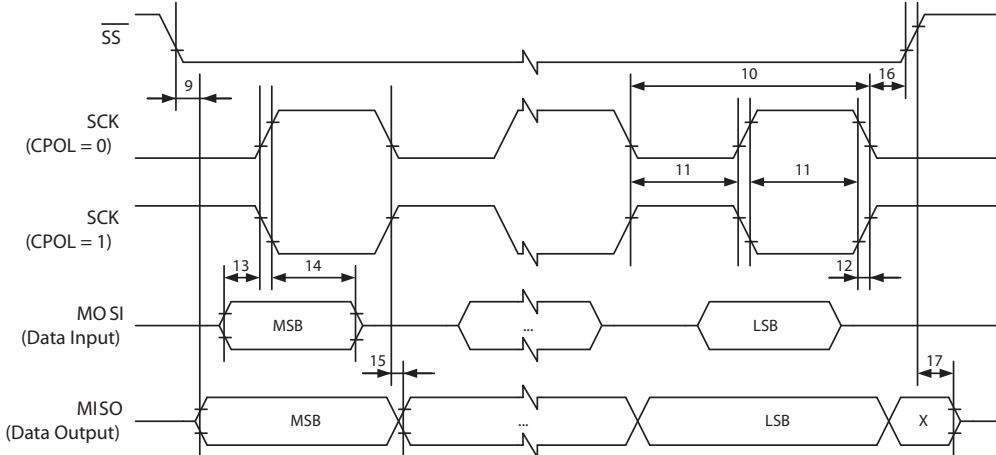 SS
10
16
9
SCK
(CPOL = 0)
11
11
SCK
(CPOL = 1)
13
14
12
MOSI
(Data Input)
MSB
...
LSB
15
17
MISO
(Data Output)
MSB
...
LSB
X